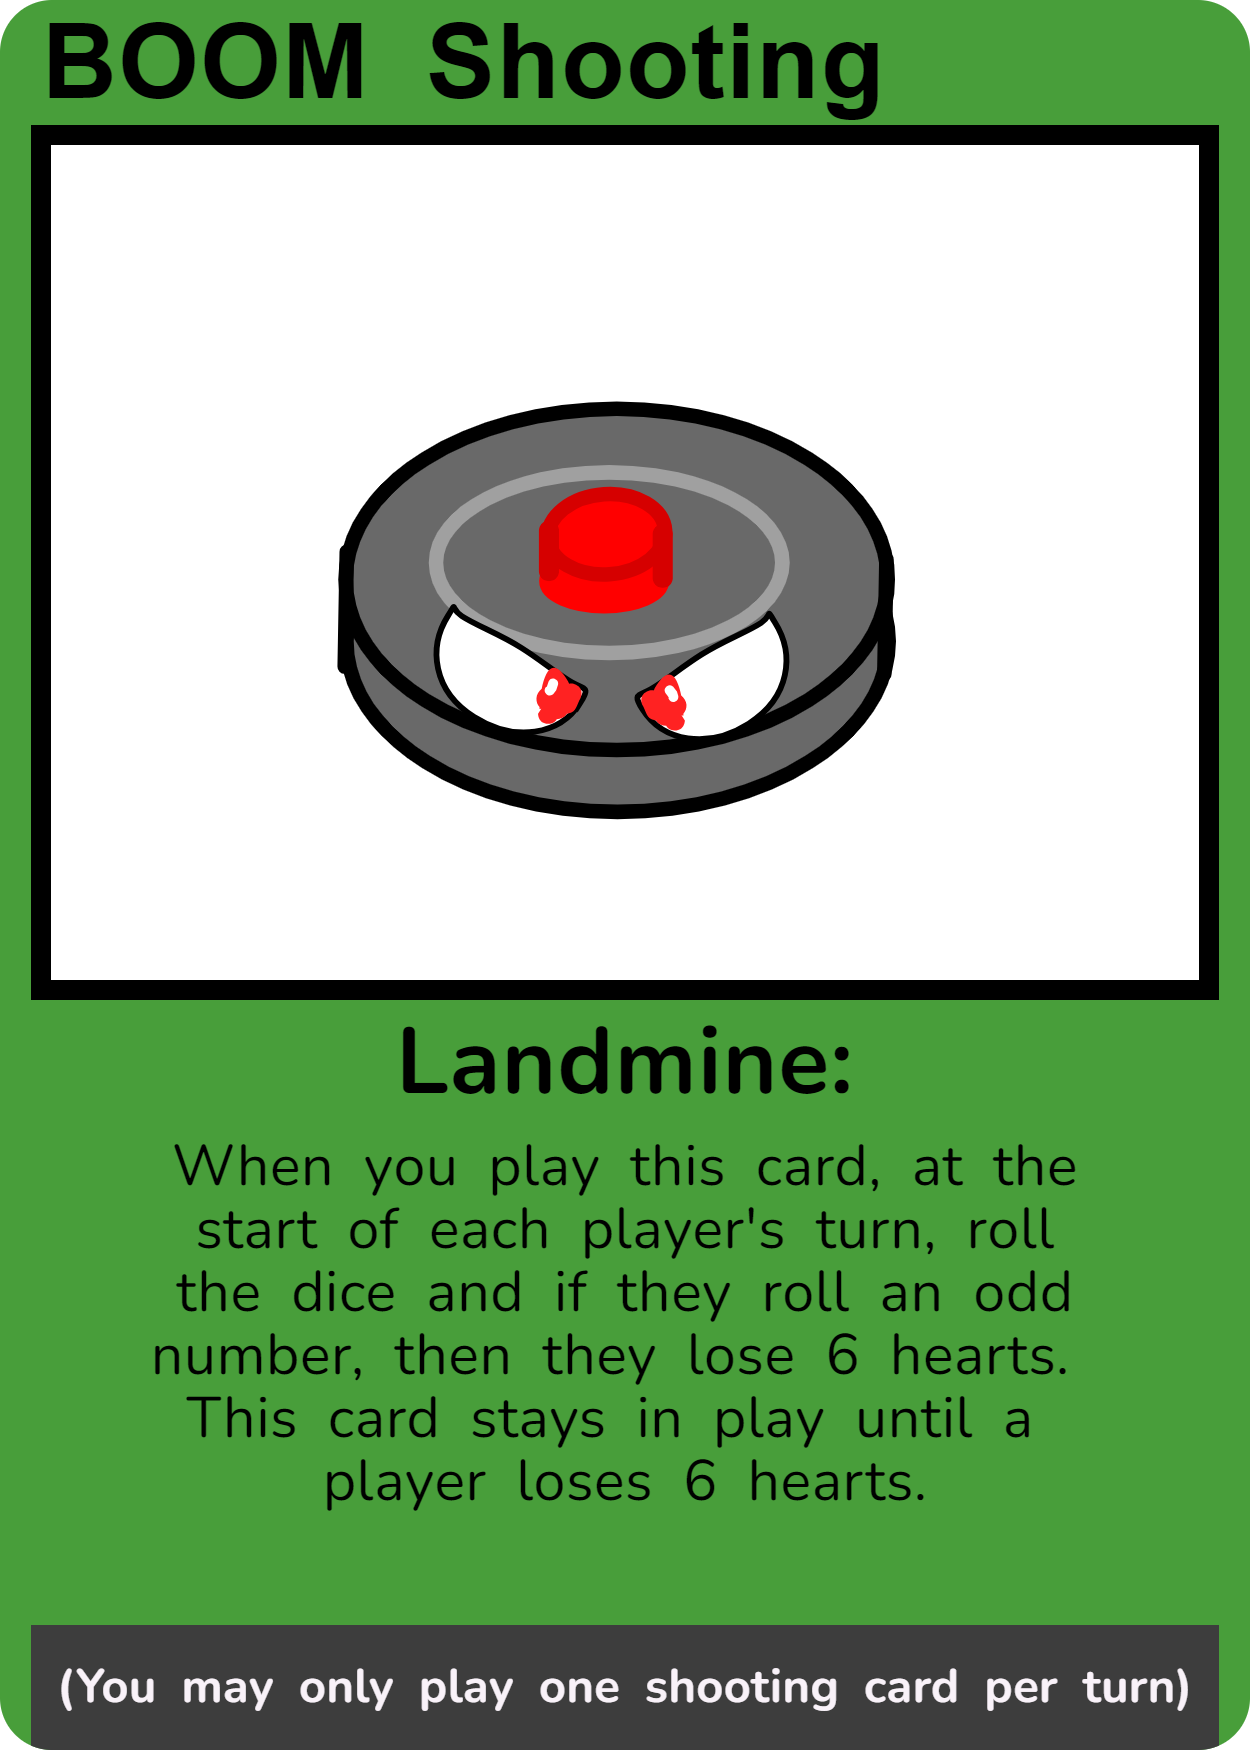 BOOM Shooting
Landmine:
When you play this card, at the
start of each player's turn, roll
the dice and if they roll an odd
number, then they lose 6 hearts.
This card stays in play until a
player loses 6 hearts.
(You may only play one shooting card per turn)